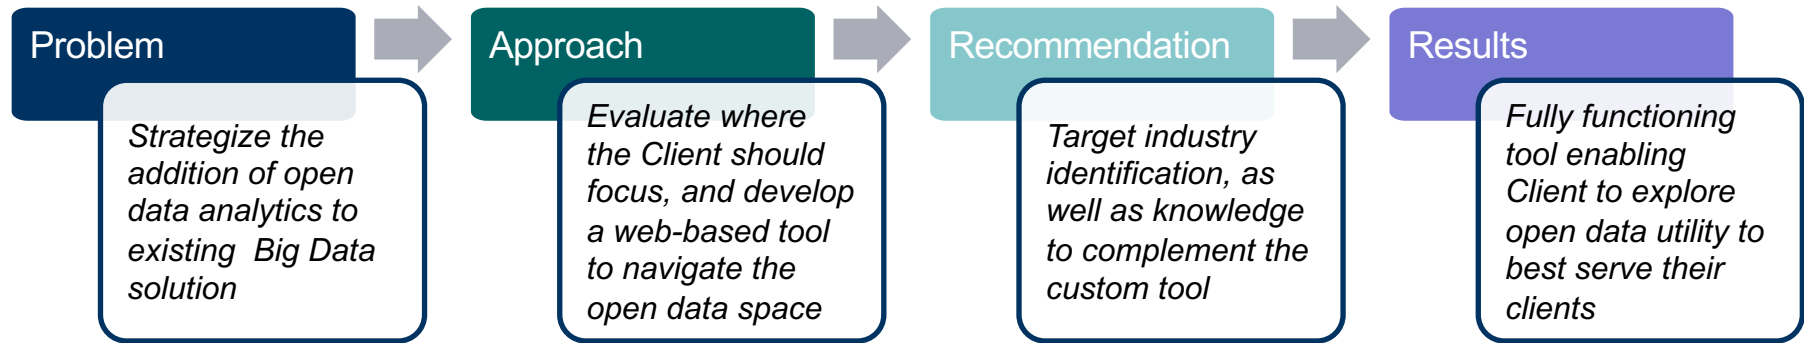 Problem
Strategize the
addition of open
data analytics to
existing  Big Data
solution
Approach
Evaluate where
the Client should
focus, and develop
a web-based tool
to navigate the
open data space
Recommendation
Target industry
identification, as
well as knowledge
to complement the
custom tool
Results
Fully functioning
tool enabling
Client to explore
open data utility to
best serve their
clients